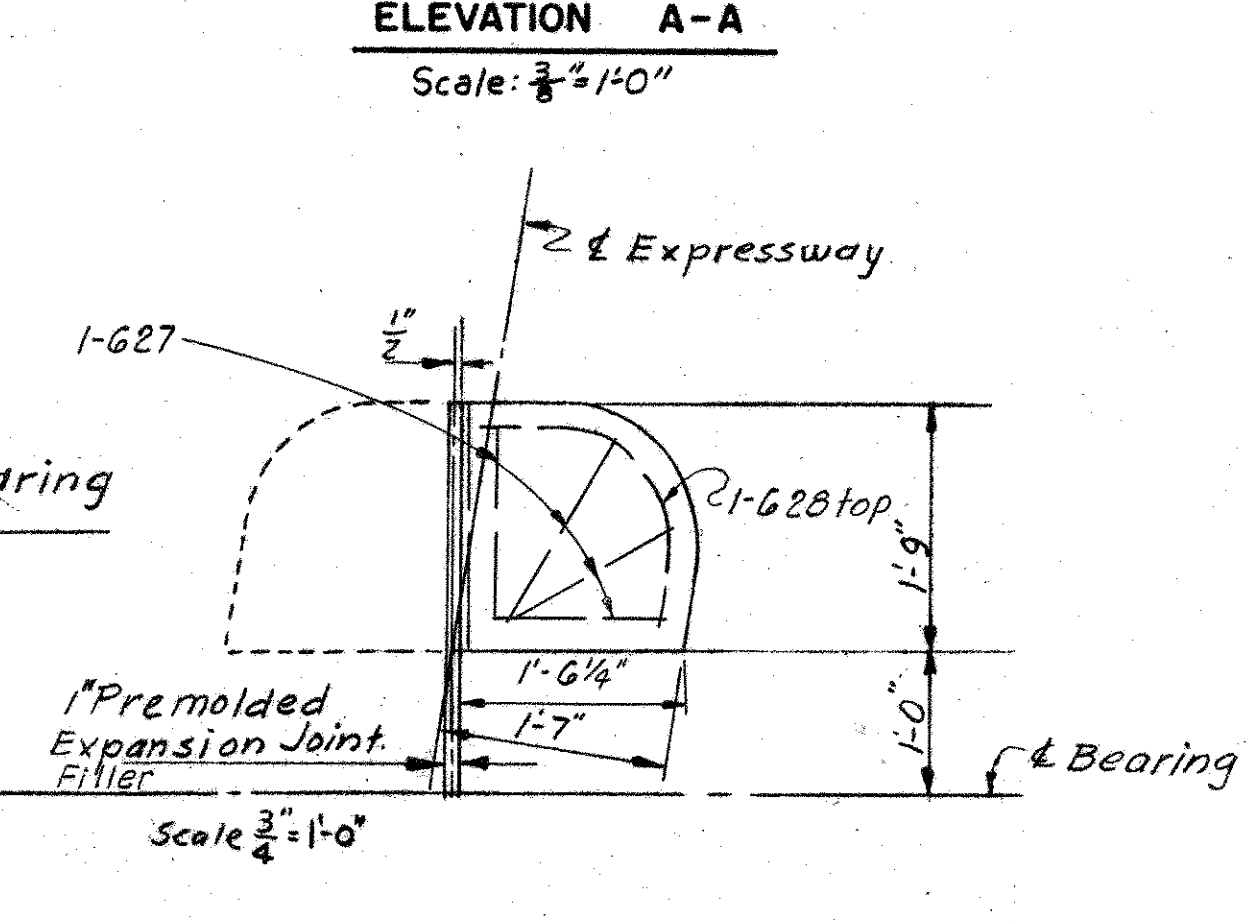 ELEVATION A-A
Scale: 3/8" = 1'-0"
℄ Expressway
1/2"
1-627
aring
1-628 top
1'-9"
1'-6 1/4"
1'-7"
1'-0"
1" Premolded
Expansion Joint.
Filler
℄ Bearing
Scale 3/4" = 1'-0"